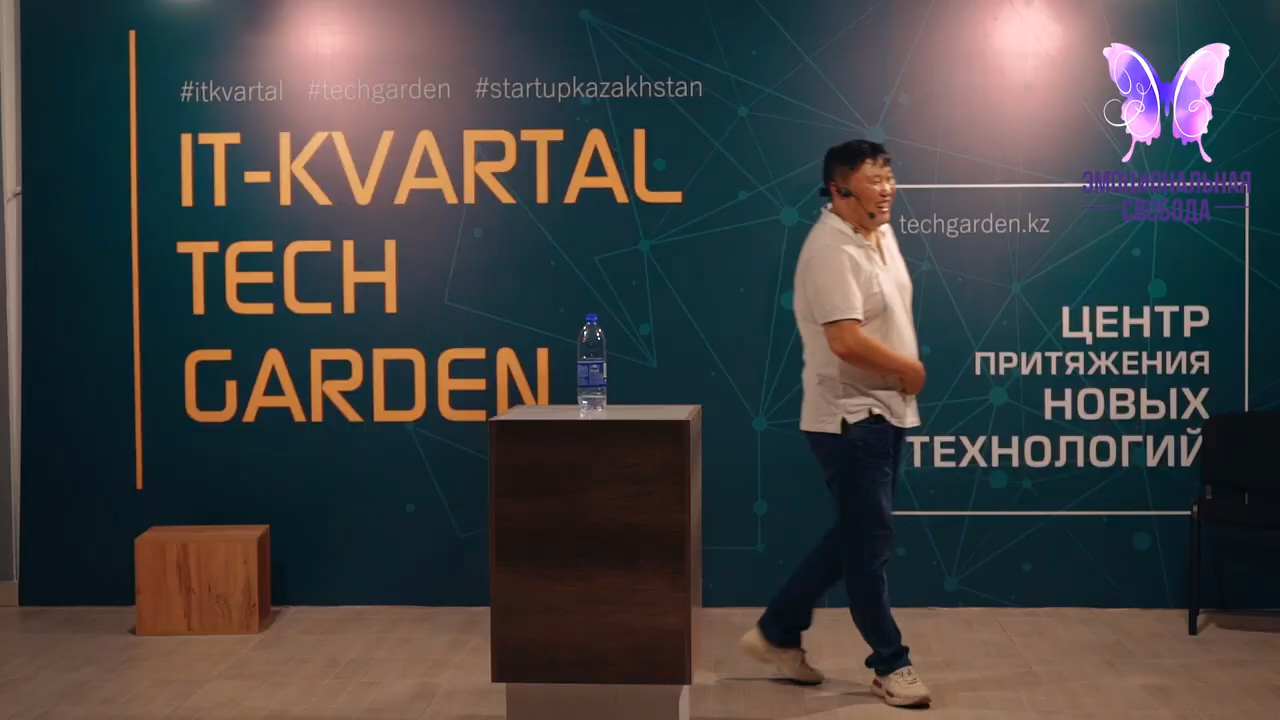 #itkvartal #techgarden #startupkazakhstan
IT-KVARTAL
TECH
GARDEN
ЭМОЦИОНАЛЬНАЯ
СВОБОДА
techgarden.kz
ЦЕНТР
ПРИТЯЖЕНИЯ
НОВЫХ
ТЕХНОЛОГИЙ